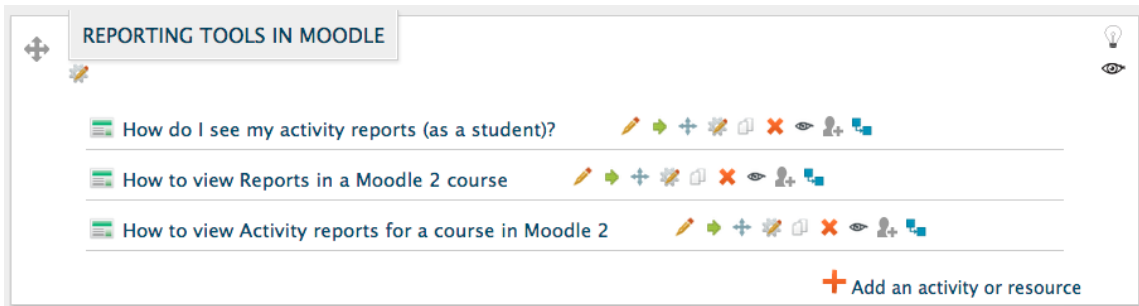 REPORTING TOOLS IN MOODLE
How do I see my activity reports (as a student)?
How to view Reports in a Moodle 2 course
How to view Activity reports for a course in Moodle 2
Add an activity or resource